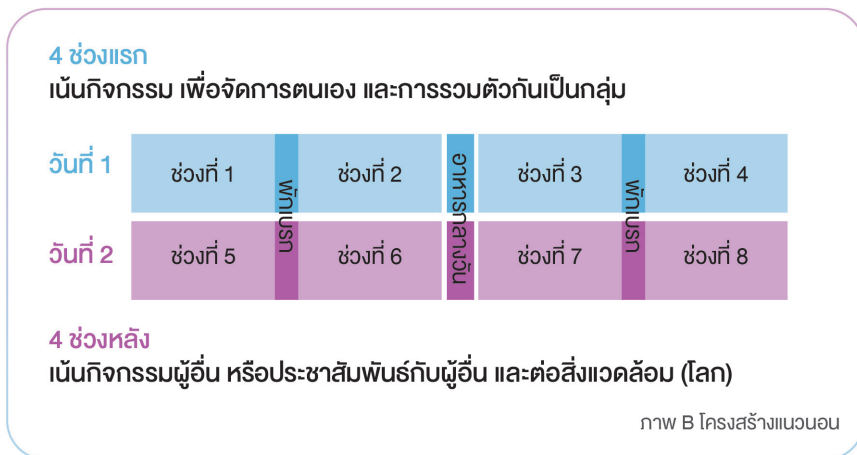 4 ช่วงแรก
เน้นกิจกรรม เพื่อจัดการตนเอง และการรวมตัวกันเป็นกลุ่ม
วันที่ 1 ช่วงที่ 1 ช่วงที่ 2 ช่วงที่ 3 ช่วงที่ 4
พักเบรก อาหารกลางวัน พักเบรก
วันที่ 2 ช่วงที่ 5 ช่วงที่ 6 ช่วงที่ 7 ช่วงที่ 8
4 ช่วงหลัง
เน้นกิจกรรมผู้อื่น หรือประชาสัมพันธ์กับผู้อื่น และต่อสิ่งแวดล้อม (โลก)
ภาพ B โครงสร้างแนวนอน